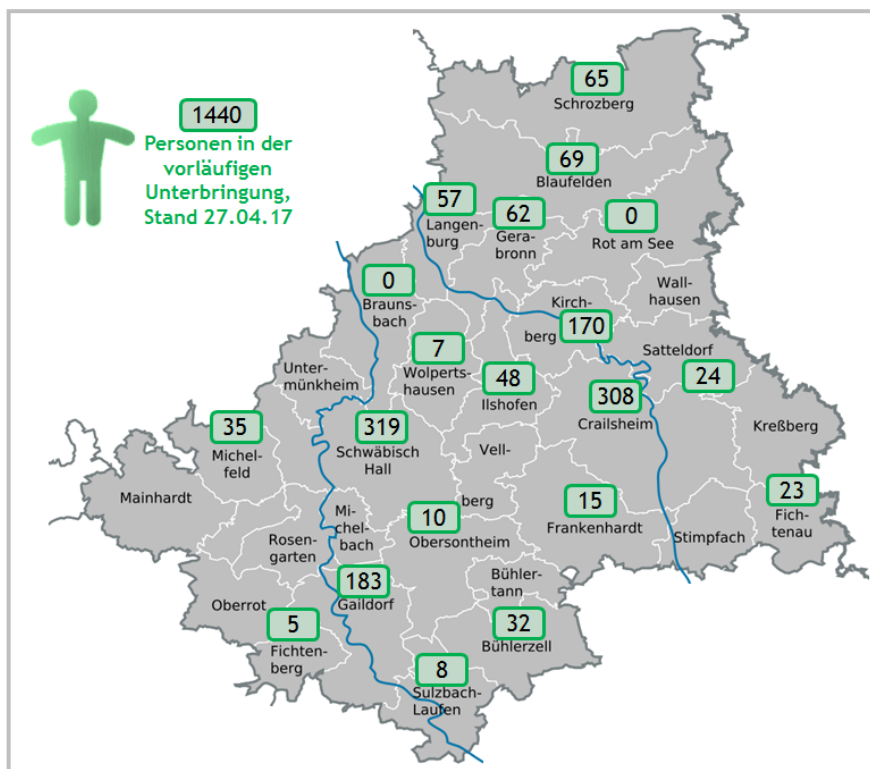 1440
Personen in der
vorläufigen
Unterbringung,
Stand 27.04.17
65
Schrozberg
69
Blaufelden
57
Langen-
burg
62
Gera-
bronn
0
Rot am See
0
Brauns-
bach
Wall-
hausen
Kirch-
berg
170
7
Wolperts-
hausen
Satteldorf
24
Unter-
münkheim
48
Ilshofen
308
Crailsheim
35
Michel-
feld
319
Schwäbisch
Hall
Kreßberg
Vell-
berg
Mainhardt
23
Fich-
tenau
15
Frankenhardt
10
Obersontheim
Mi-
chel-
bach
Rosen-
garten
Stimpfach
Bühler-
tann
183
Gaildorf
Oberrot
5
Fichten-
berg
32
Bühlerzell
8
Sulzbach-
Laufen